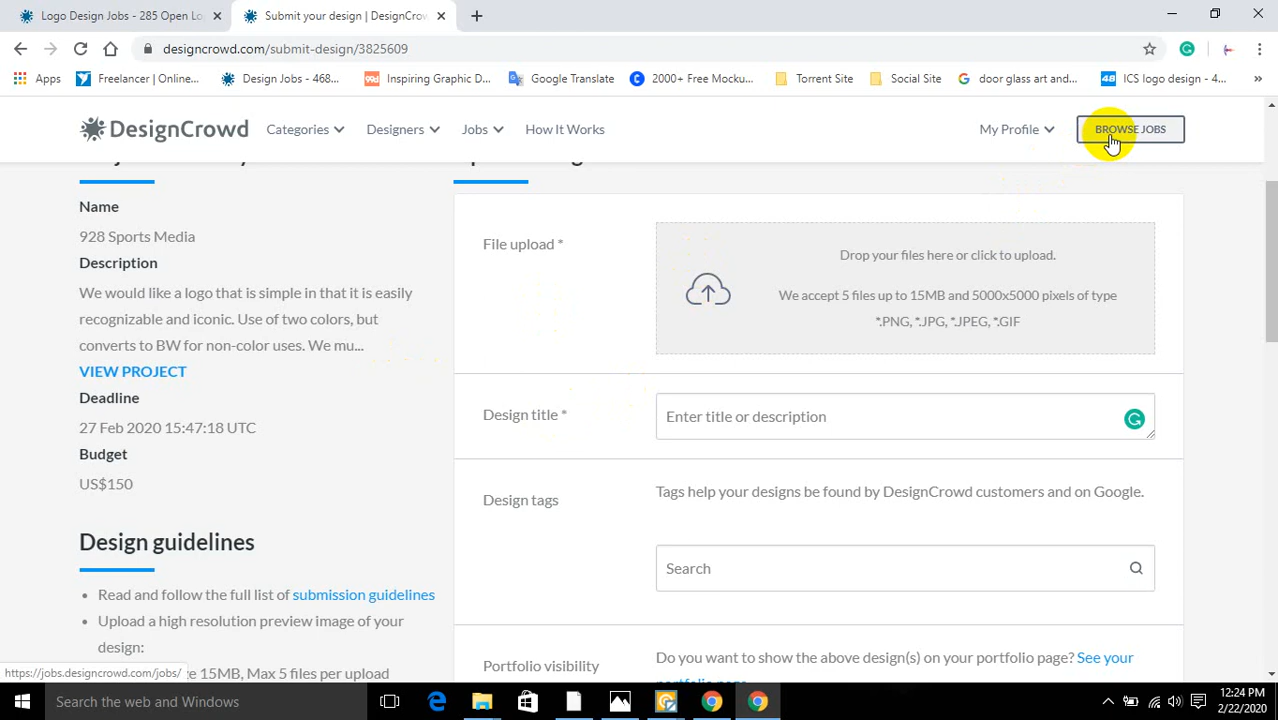 Logo Design Jobs - 285 Open Lo
Submit your design | DesignCrow
designcrowd.com/submit-design/3825609
Apps
Freelancer | Online...
Design Jobs - 468...
Inspiring Graphic D...
Google Translate
2000+ Free Mocku...
Torrent Site
Social Site
door glass art and...
ICS logo design - 4...
DesignCrowd
Categories
Designers
Jobs
How It Works
My Profile
BROWSE JOBS
Name
928 Sports Media
Description
We would like a logo that is simple in that it is easily
recognizable and iconic. Use of two colors, but
converts to BW for non-color uses. We mu...
VIEW PROJECT
Deadline
27 Feb 2020 15:47:18 UTC
Budget
US$150
Design guidelines
• Read and follow the full list of submission guidelines
• Upload a high resolution preview image of your
design:
ze 15MB, Max 5 files per upload
File upload *
Drop your files here or click to upload.
We accept 5 files up to 15MB and 5000x5000 pixels of type
*.PNG, *.JPG, *.JPEG, *.GIF
Design title *
Enter title or description
Design tags
Tags help your designs be found by DesignCrowd customers and on Google.
Search
Portfolio visibility
Do you want to show the above design(s) on your portfolio page? See your
portfolio page
https://jobs.designcrowd.com/jobs/
Search the web and Windows
12:24 PM
2/22/2020